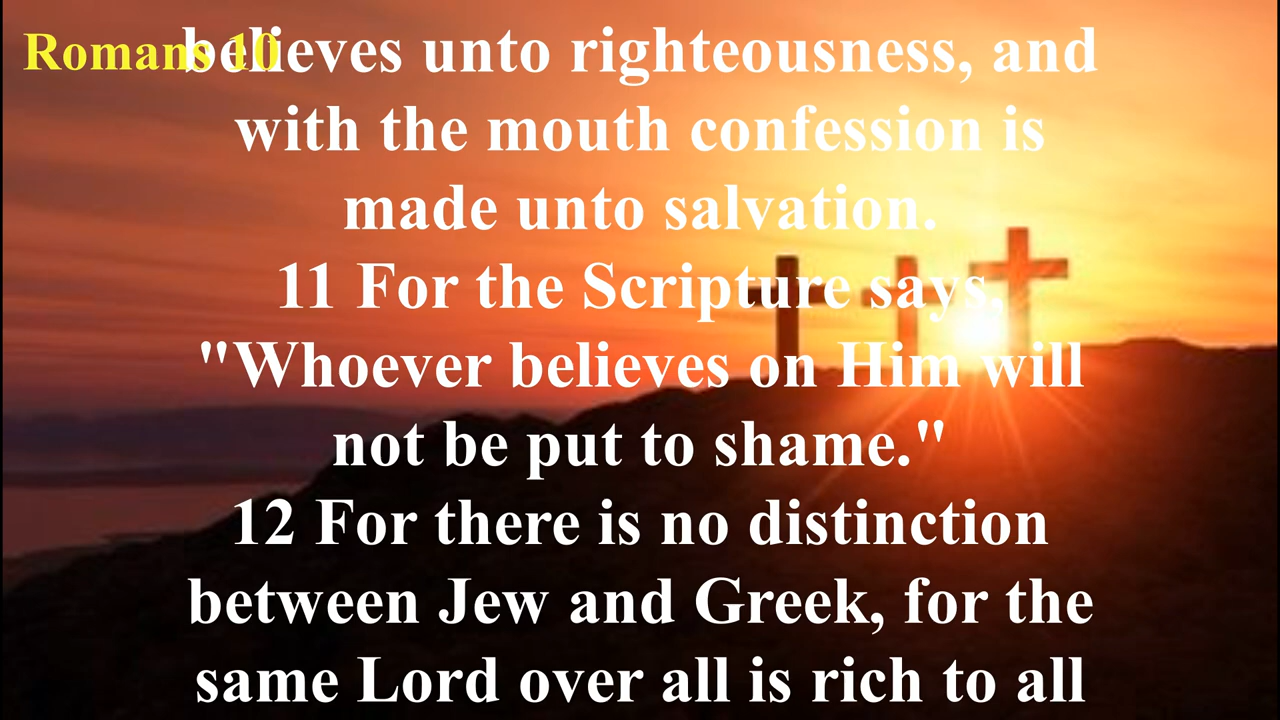 Romans 10
believes unto righteousness, and
with the mouth confession is
made unto salvation.
11 For the Scripture says,
"Whoever believes on Him will
not be put to shame."
12 For there is no distinction
between Jew and Greek, for the
same Lord over all is rich to all